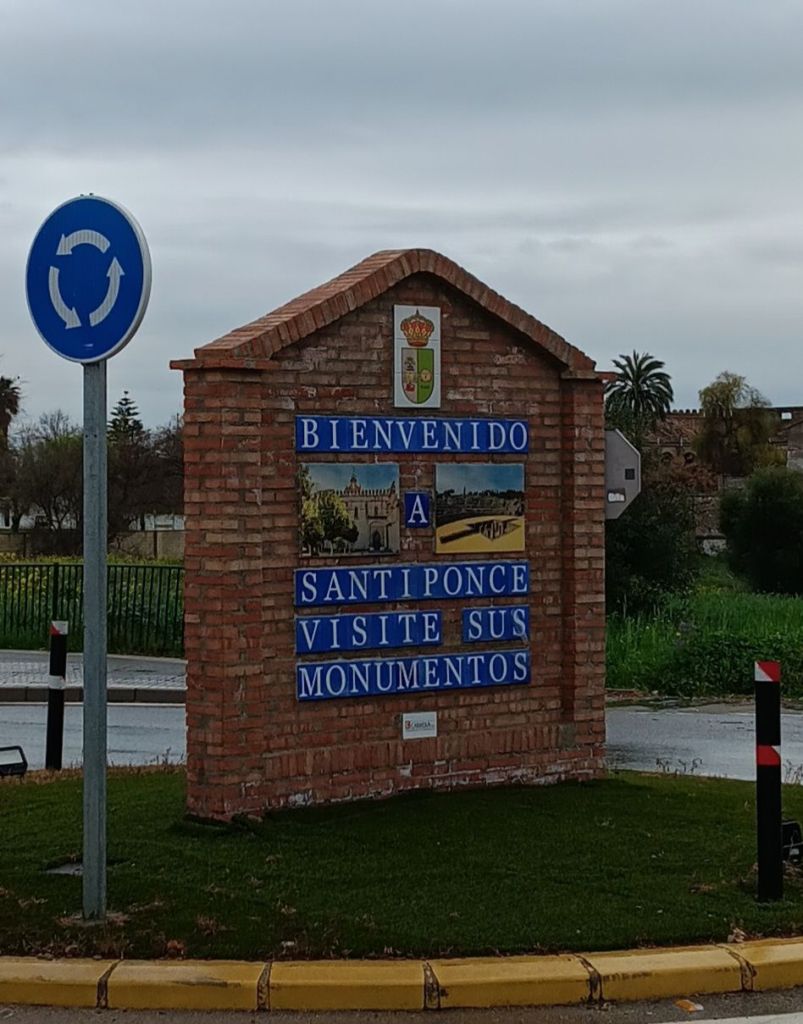 BIENVENIDO
A
SANTIPONCE
VISITE SUS
MONUMENTOS